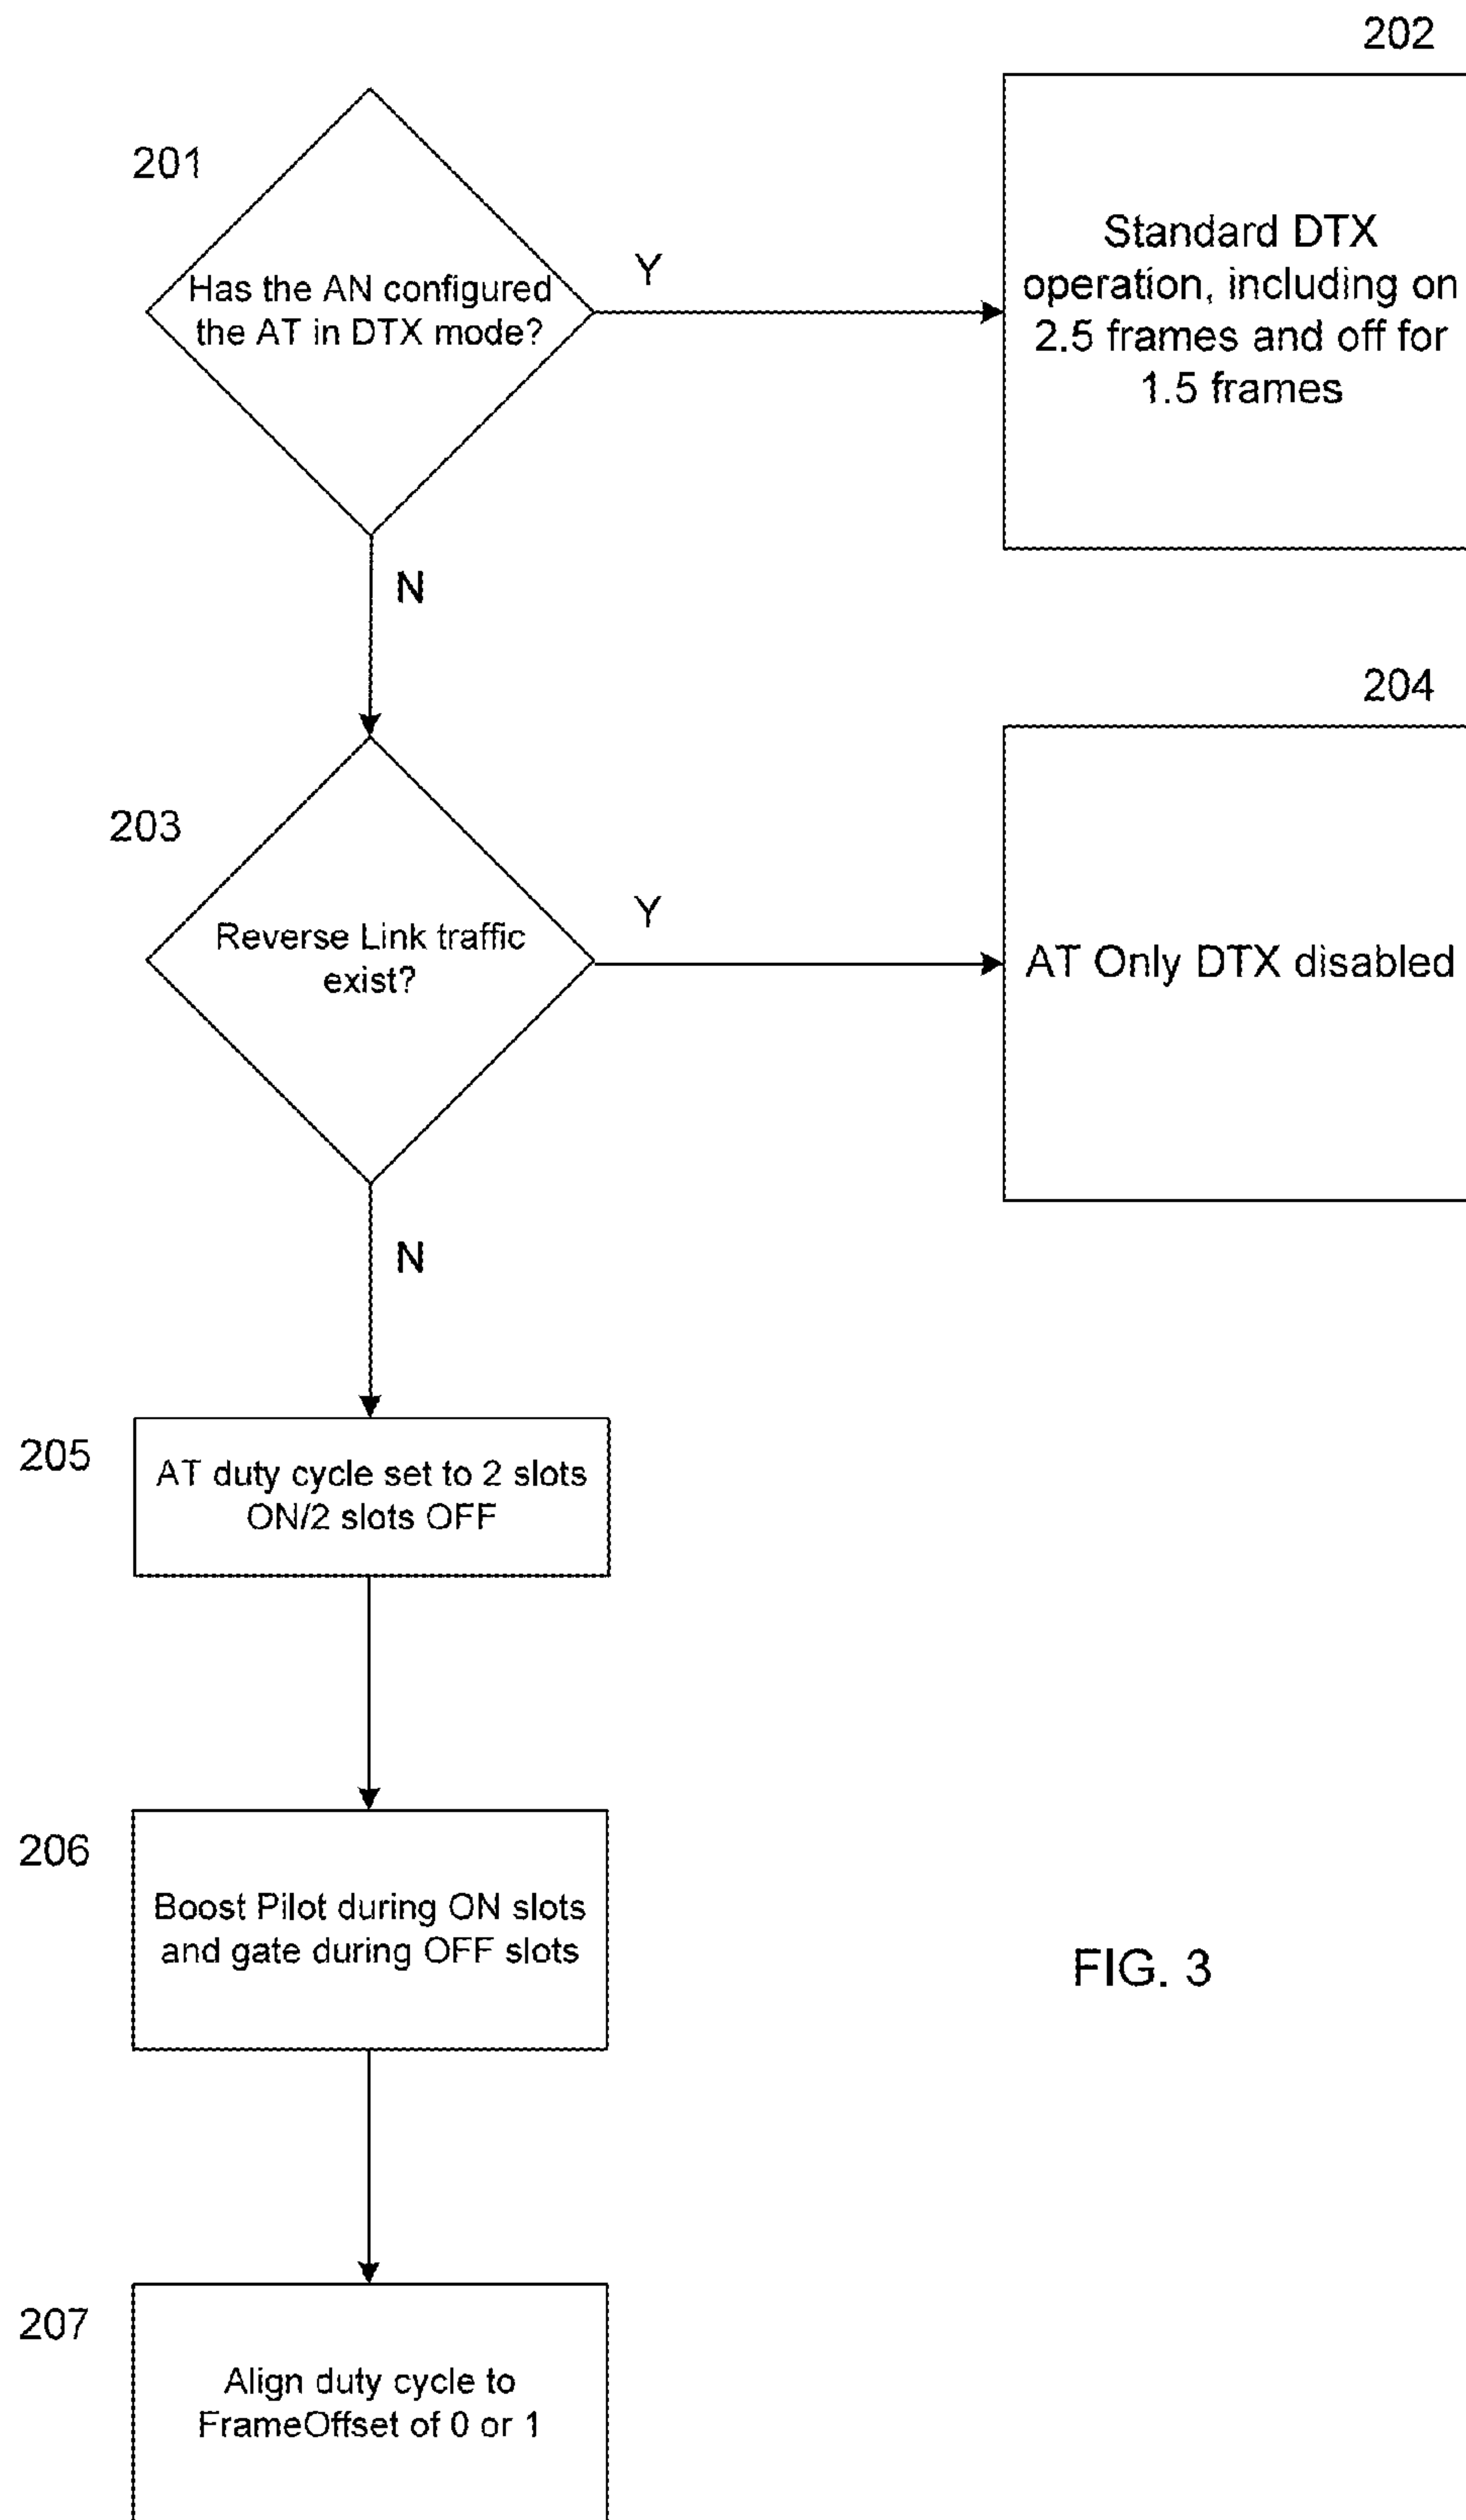 202
201
Has the AN configured
the AT in DTX mode?
Y
Standard DTX
operation, including on
2.5 frames and off for
1.5 frames
N
204
203
Reverse Link traffic
exist?
Y
AT Only DTX disabled
N
205
AT duty cycle set to 2 slots
ON/2 slots OFF
206
Boost Pilot during ON slots
and gate during OFF slots
FIG. 3
207
Align duty cycle to
FrameOffset of 0 or 1